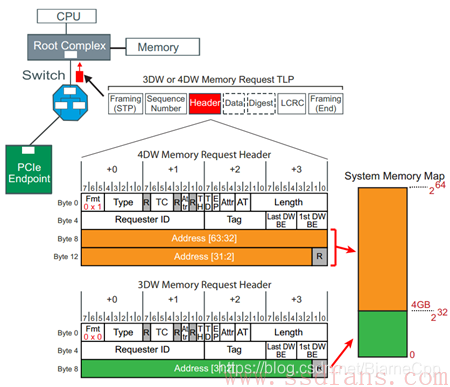 CPU
Root Complex
Memory
Switch
3DW or 4DW Memory Request TLP
Framing (STP)
Sequence Number
Header
Data
Digest
LCRC
Framing (End)
PCIe Endpoint
4DW Memory Request Header
+0 +1 +2 +3
7 6 5 4 3 2 1 0 7 6 5 4 3 2 1 0 7 6 5 4 3 2 1 0 7 6 5 4 3 2 1 0
Byte 0 Fmt 0 x 1 Type R TC R Attr R TH TD EP Attr AT Length
Byte 4 Requester ID Tag Last DW BE 1st DW BE
Byte 8 Address [63:32]
Byte 12 Address [31:2] R
System Memory Map
2 64
4GB
2 32
0
3DW Memory Request Header
+0 +1 +2 +3
7 6 5 4 3 2 1 0 7 6 5 4 3 2 1 0 7 6 5 4 3 2 1 0 7 6 5 4 3 2 1 0
Byte 0 Fmt 0 x 0 Type R TC R Attr R TH TD EP Attr AT Length
Byte 4 Requester ID Tag Last DW BE 1st DW BE
Byte 8 Address [3 R
www.ssdfans.com